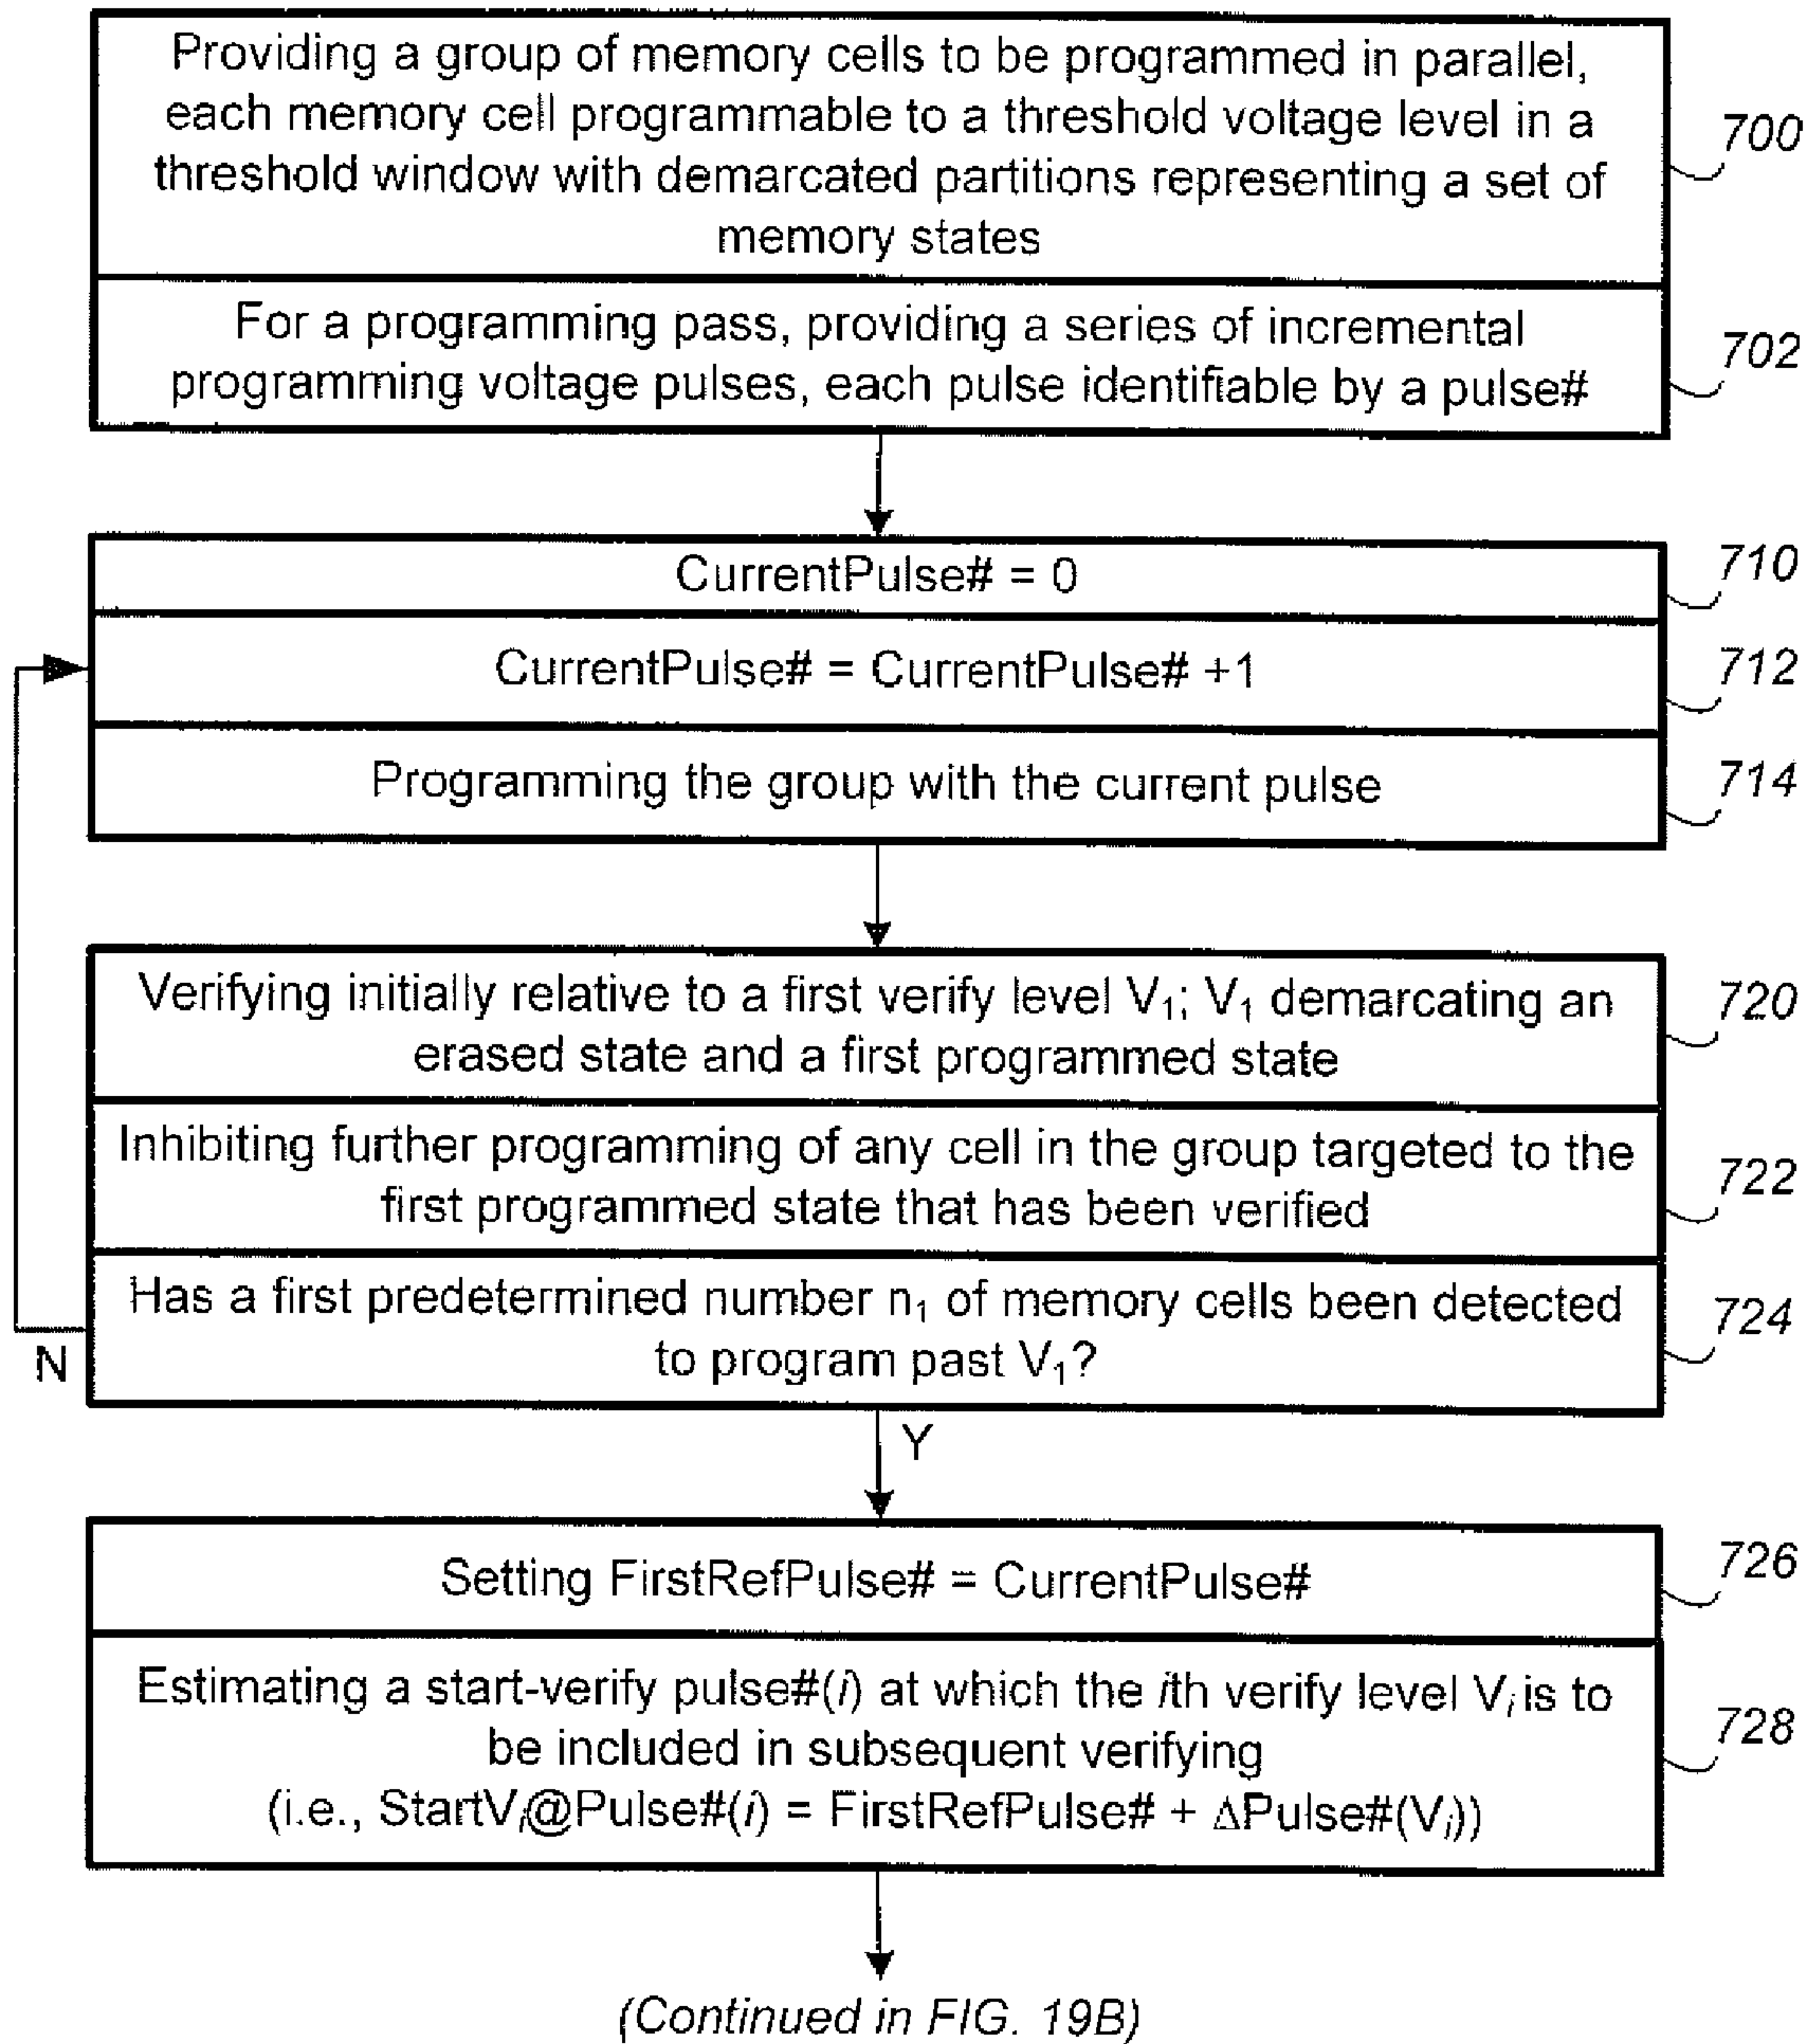 Providing a group of memory cells to be programmed in parallel,
each memory cell programmable to a threshold voltage level in a
threshold window with demarcated partitions representing a set of
memory states
700
For a programming pass, providing a series of incremental
programming voltage pulses, each pulse identifiable by a pulse#
702
CurrentPulse# = 0
710
CurrentPulse# = CurrentPulse# +1
712
Programming the group with the current pulse
714
Verifying initially relative to a first verify level V₁; V₁ demarcating an
erased state and a first programmed state
720
Inhibiting further programming of any cell in the group targeted to the
first programmed state that has been verified
722
Has a first predetermined number n₁ of memory cells been detected
to program past V₁?
724
N
Y
Setting FirstRefPulse# = CurrentPulse#
726
Estimating a start-verify pulse#(i) at which the ith verify level Vᵢ is to
be included in subsequent verifying
(i.e., StartVᵢ@Pulse#(i) = FirstRefPulse# + ΔPulse#(Vᵢ))
728
(Continued in FIG. 19B)